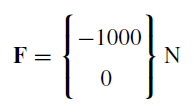 F = { −1000 } N
0